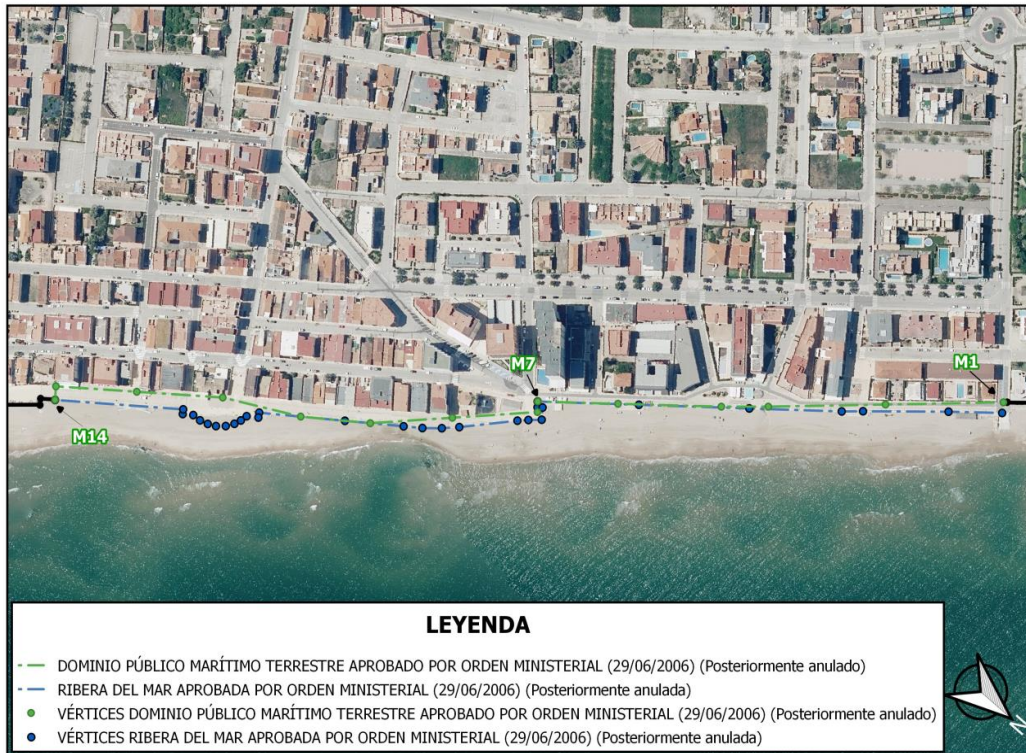 M7
M1
M14
LEYENDA
DOMINIO PÚBLICO MARÍTIMO TERRESTRE APROBADO POR ORDEN MINISTERIAL (29/06/2006) (Posteriormente anulado)
RIBERA DEL MAR APROBADA POR ORDEN MINISTERIAL (29/06/2006) (Posteriormente anulada)
VÉRTICES DOMINIO PÚBLICO MARÍTIMO TERRESTRE APROBADO POR ORDEN MINISTERIAL (29/06/2006) (Posteriormente anulado)
VÉRTICES RIBERA DEL MAR APROBADA POR ORDEN MINISTERIAL (29/06/2006) (Posteriormente anulada)
N